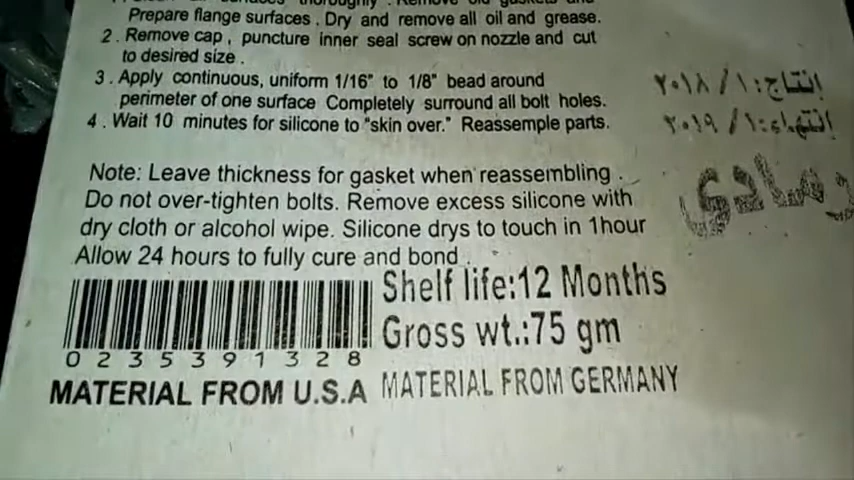 Prepare flange surfaces . Dry and remove all oil and grease.
2 . Remove cap , puncture inner seal screw on nozzle and cut
to desired size .
3 . Apply continuous, uniform 1/16" to 1/8" bead around
perimeter of one surface Completely surround all bolt holes.
4 . Wait 10 minutes for silicone to "skin over." Reassemple parts.
Note: Leave thickness for gasket when reassembling .
Do not over-tighten bolts. Remove excess silicone with
dry cloth or alcohol wipe. Silicone drys to touch in 1hour
Allow 24 hours to fully cure and bond .
إنتاج: ٢٠١٨/١
إنتهاء: ٢٠١٩/١
رمادي
0 2 3 5 3 9 1 3 2 8
MATERIAL FROM U.S.A
Shelf life:12 Months
Gross wt.:75 gm
MATERIAL FROM GERMANY